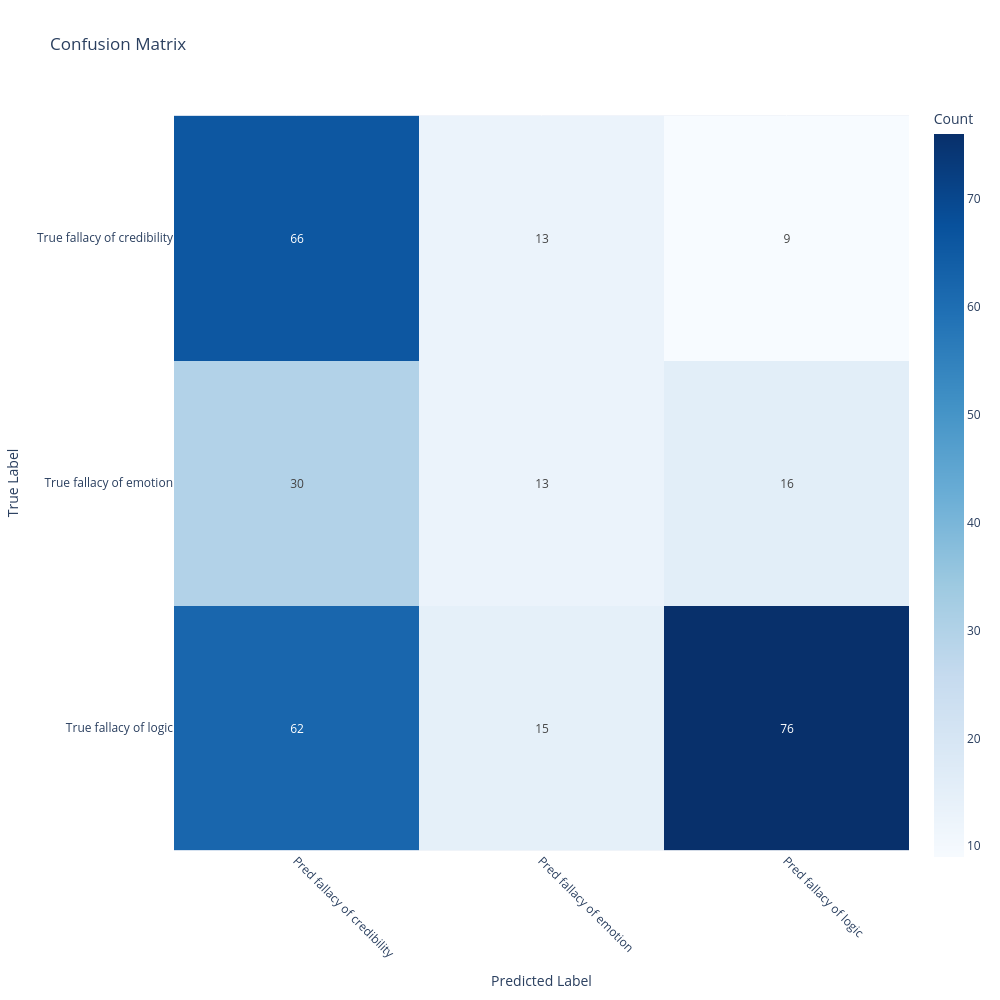 Confusion Matrix
Count
True fallacy of credibility
66
13
9
True fallacy of emotion
30
13
16
True fallacy of logic
62
15
76
True Label
Pred fallacy of credibility
Pred fallacy of emotion
Pred fallacy of logic
Predicted Label
70
60
50
40
30
20
10